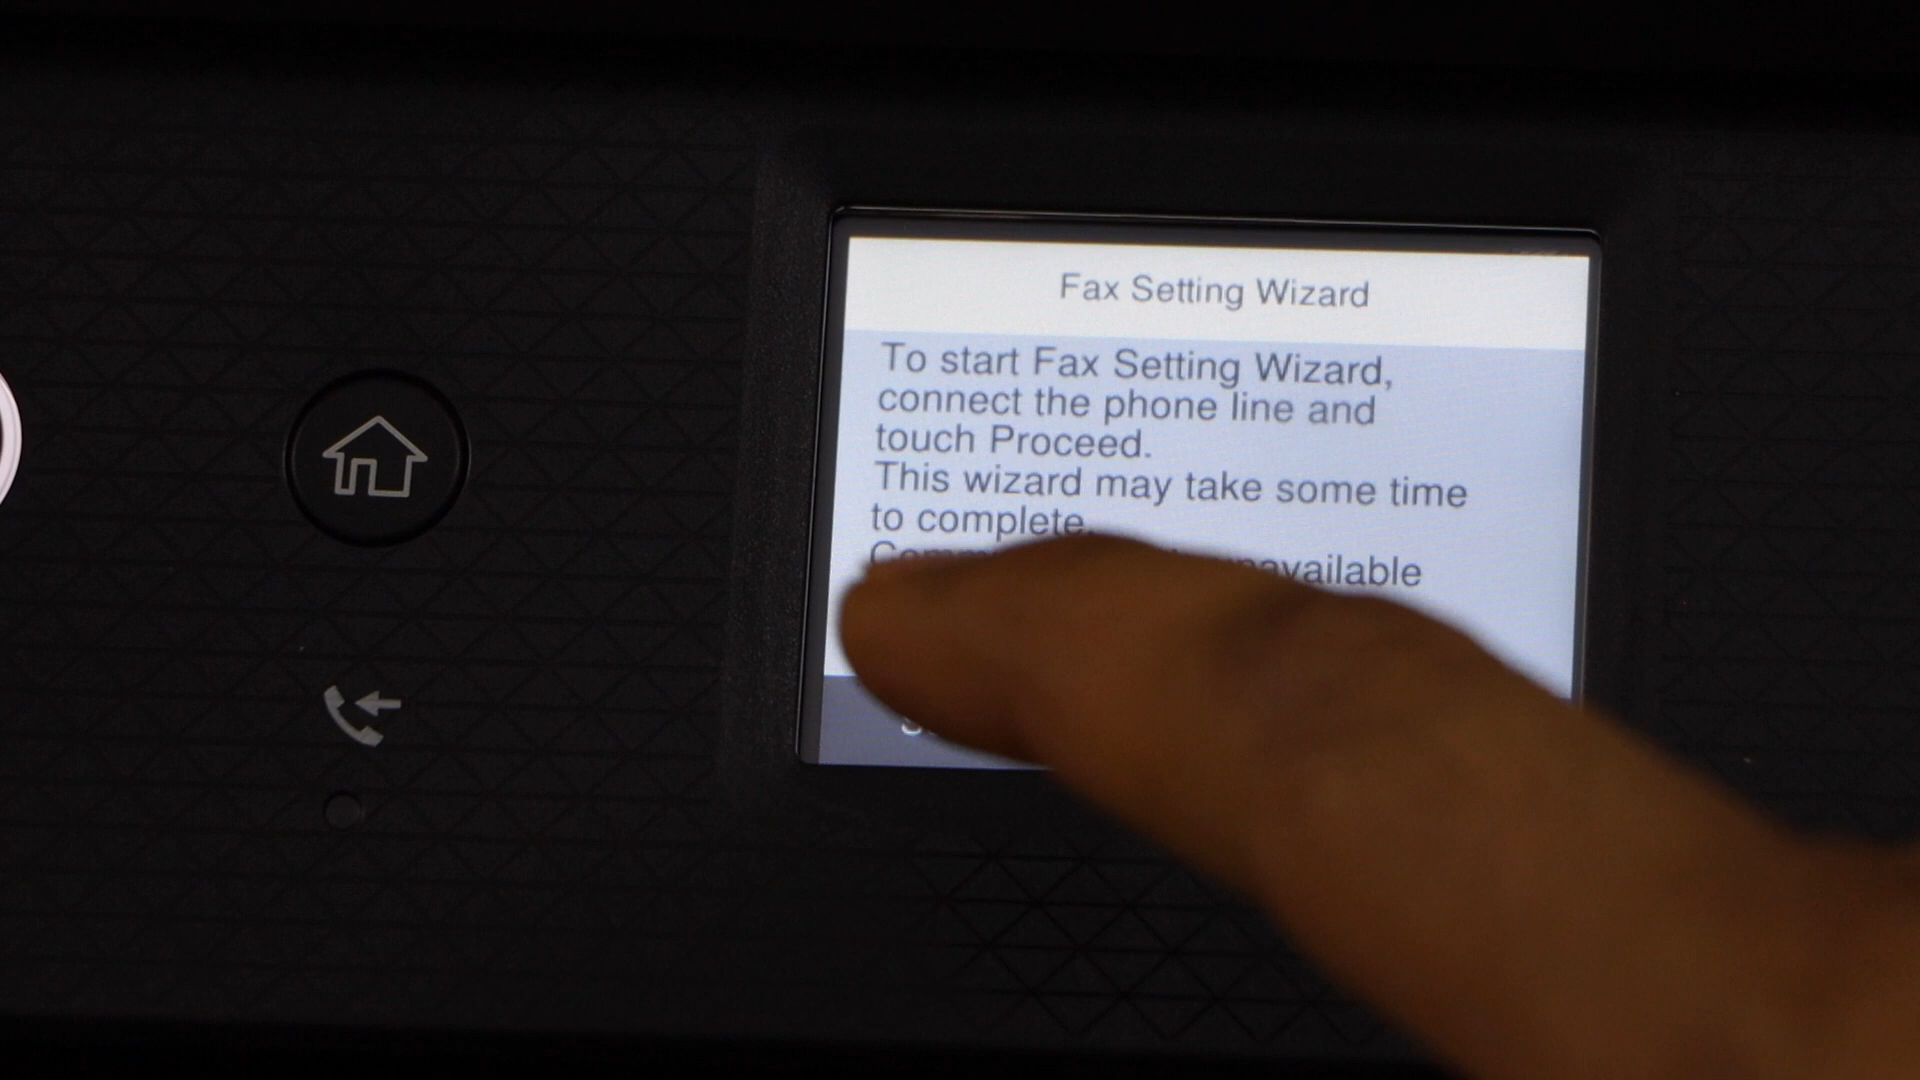 Fax Setting Wizard
To start Fax Setting Wizard,
connect the phone line and
touch Proceed.
This wizard may take some time
to complete.